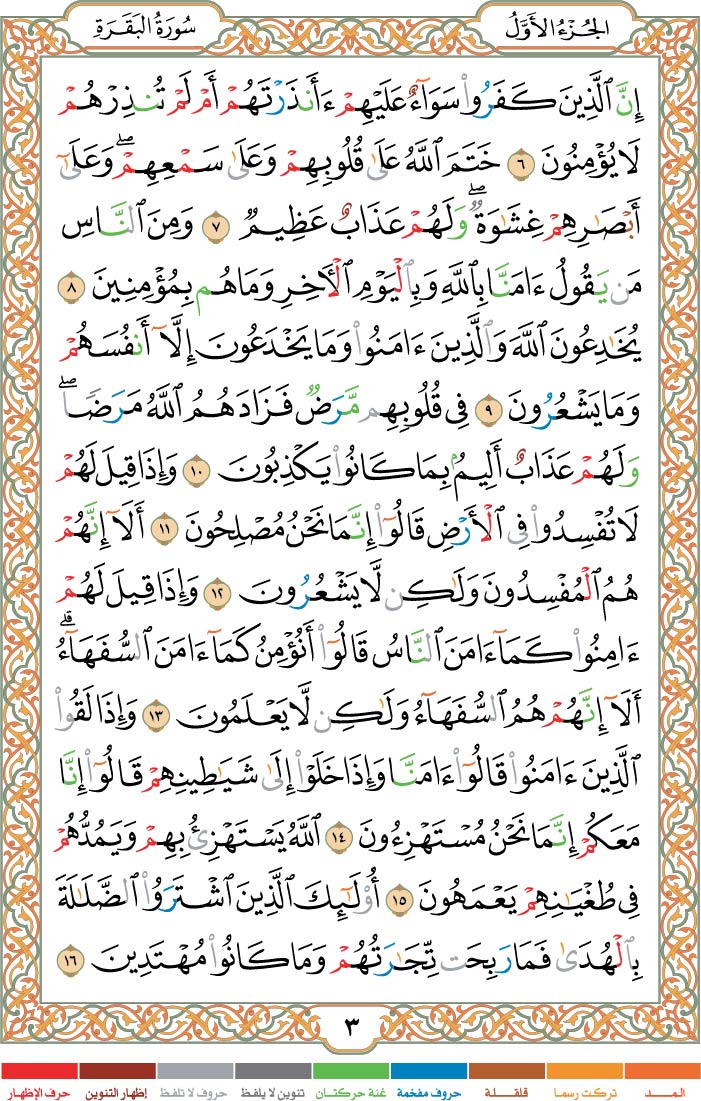 الجُزْءُ الأَوَّلُ
سُورَةُ البَقَرَةِ
إِنَّ ٱلَّذِينَ كَفَرُوا۟ سَوَآءٌ عَلَيْهِمْ ءَأَنذَرْتَهُمْ أَمْ لَمْ تُنذِرْهُمْ
لَا يُؤْمِنُونَ ٦ خَتَمَ ٱللَّهُ عَلَىٰ قُلُوبِهِمْ وَعَلَىٰ سَمْعِهِمْ ۖ وَعَلَىٰٓ
أَبْصَٰرِهِمْ غِشَٰوَةٌ ۖ وَلَهُمْ عَذَابٌ عَظِيمٌ ٧ وَمِنَ ٱلنَّاسِ
مَن يَقُولُ ءَامَنَّا بِٱللَّهِ وَبِٱلْيَوْمِ ٱلْأَخِرِ وَمَا هُم بِمُؤْمِنِينَ ٨
يُخَٰدِعُونَ ٱللَّهَ وَٱلَّذِينَ ءَامَنُوا۟ وَمَا يَخْدَعُونَ إِلَّآ أَنفُسَهُمْ
وَمَا يَشْعُرُونَ ٩ فِى قُلُوبِهِم مَّرَضٌ فَزَادَهُمُ ٱللَّهُ مَرَضًا ۖ
وَلَهُمْ عَذَابٌ أَلِيمٌۢ بِمَا كَانُوا۟ يَكْذِبُونَ ١٠ وَإِذَا قِيلَ لَهُمْ
لَا تُفْسِدُوا۟ فِى ٱلْأَرْضِ قَالُوٓا۟ إِنَّمَا نَحْنُ مُصْلِحُونَ ١١ أَلَآ إِنَّهُمْ
هُمُ ٱلْمُفْسِدُونَ وَلَٰكِن لَّا يَشْعُرُونَ ١٢ وَإِذَا قِيلَ لَهُمْ
ءَامِنُوا۟ كَمَآ ءَامَنَ ٱلنَّاسُ قَالُوٓا۟ أَنُؤْمِنُ كَمَآ ءَامَنَ ٱلسُّفَهَآءُ ۗ
أَلَآ إِنَّهُمْ هُمُ ٱلسُّفَهَآءُ وَلَٰكِن لَّا يَعْلَمُونَ ١٣ وَإِذَا لَقُوا۟
ٱلَّذِينَ ءَامَنُوا۟ قَالُوٓا۟ ءَامَنَّا وَإِذَا خَلَوْا۟ إِلَىٰ شَيَٰطِينِهِمْ قَالُوٓا۟ إِنَّا
مَعَكُمْ إِنَّمَا نَحْنُ مُسْتَهْزِءُونَ ١٤ ٱللَّهُ يَسْتَهْزِئُ بِهِمْ وَيَمُدُّهُمْ
فِى طُغْيَٰنِهِمْ يَعْمَهُونَ ١٥ أُو۟لَٰٓئِكَ ٱلَّذِينَ ٱشْتَرَوُا۟ ٱلضَّلَٰلَةَ
بِٱلْهُدَىٰ فَمَا رَبِحَت تِّجَٰرَتُهُمْ وَمَا كَانُوا۟ مُهْتَدِينَ ١٦
٣
المـــد تركت رسما قلقـــلة حروف مفخمة غنة حركتان تنوين لا يلفظ حروف لا تلفظ إظهار التنوين حرف الإظهار